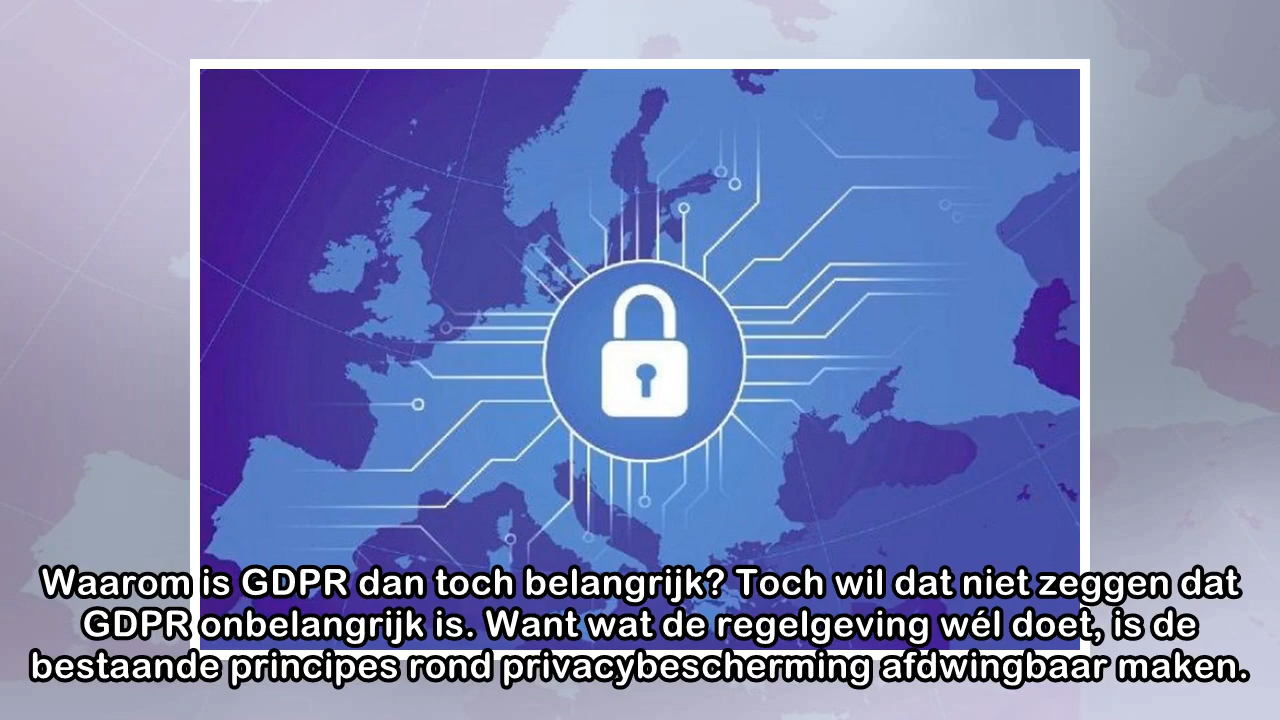 Waarom is GDPR dan toch belangrijk? Toch wil dat niet zeggen dat
GDPR onbelangrijk is. Want wat de regelgeving wél doet, is de
bestaande principes rond privacybescherming afdwingbaar maken.